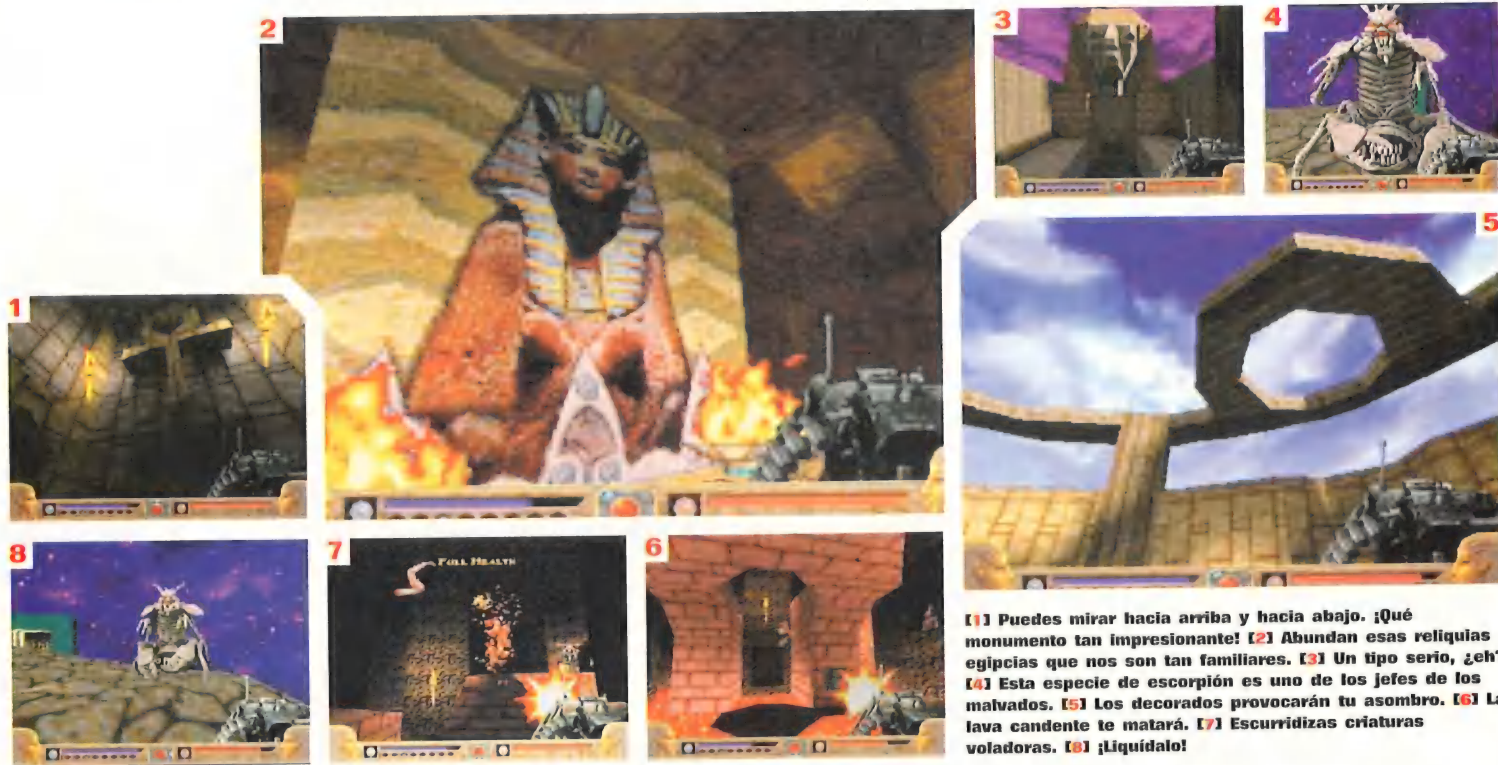 2
3
4
5
1
8
7
FULL HEALTH
6
[1] Puedes mirar hacia arriba y hacia abajo. ¡Qué
monumento tan impresionante! [2] Abundan esas reliquias
egipcias que nos son tan familiares. [3] Un tipo serio, ¿eh?
[4] Esta especie de escorpión es uno de los jefes de los
malvados. [5] Los decorados provocarán tu asombro. [6] La
lava candente te matará. [7] Escurridizas criaturas
voladoras. [8] ¡Liquídalo!